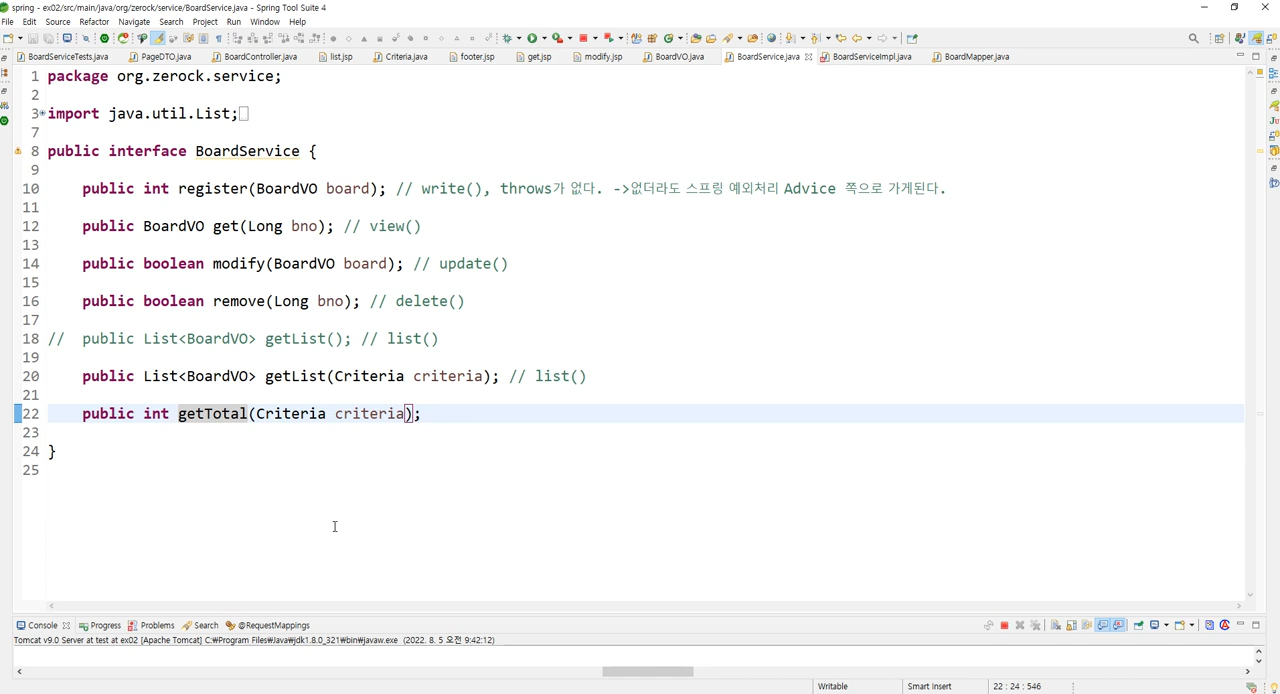 spring - ex02/src/main/java/org/zerock/service/BoardService.java - Spring Tool Suite 4
File Edit Source Refactor Navigate Search Project Run Window Help
BoardServiceTests.java PageDTO.java BoardController.java list.jsp Criteria.java footer.jsp get.jsp modify.jsp BoardVO.java BoardService.java BoardServiceImpl.java BoardMapper.java
1 package org.zerock.service;
2
3 import java.util.List;
7
8 public interface BoardService {
9
10 public int register(BoardVO board); // write(), throws가 없다. ->없더라도 스프링 예외처리 Advice 쪽으로 가게된다.
11
12 public BoardVO get(Long bno); // view()
13
14 public boolean modify(BoardVO board); // update()
15
16 public boolean remove(Long bno); // delete()
17
18 // public List<BoardVO> getList(); // list()
19
20 public List<BoardVO> getList(Criteria criteria); // list()
21
22 public int getTotal(Criteria criteria);
23
24 }
25
Console Progress Problems Search @RequestMappings
Tomcat v9.0 Server at test at ex02 [Apache Tomcat] C:₩Program Files₩Java₩jdk1.8.0_321₩bin₩javaw.exe (2022. 8. 5 오전 9:42:12)
Writable Smart Insert 22 : 24 : 546